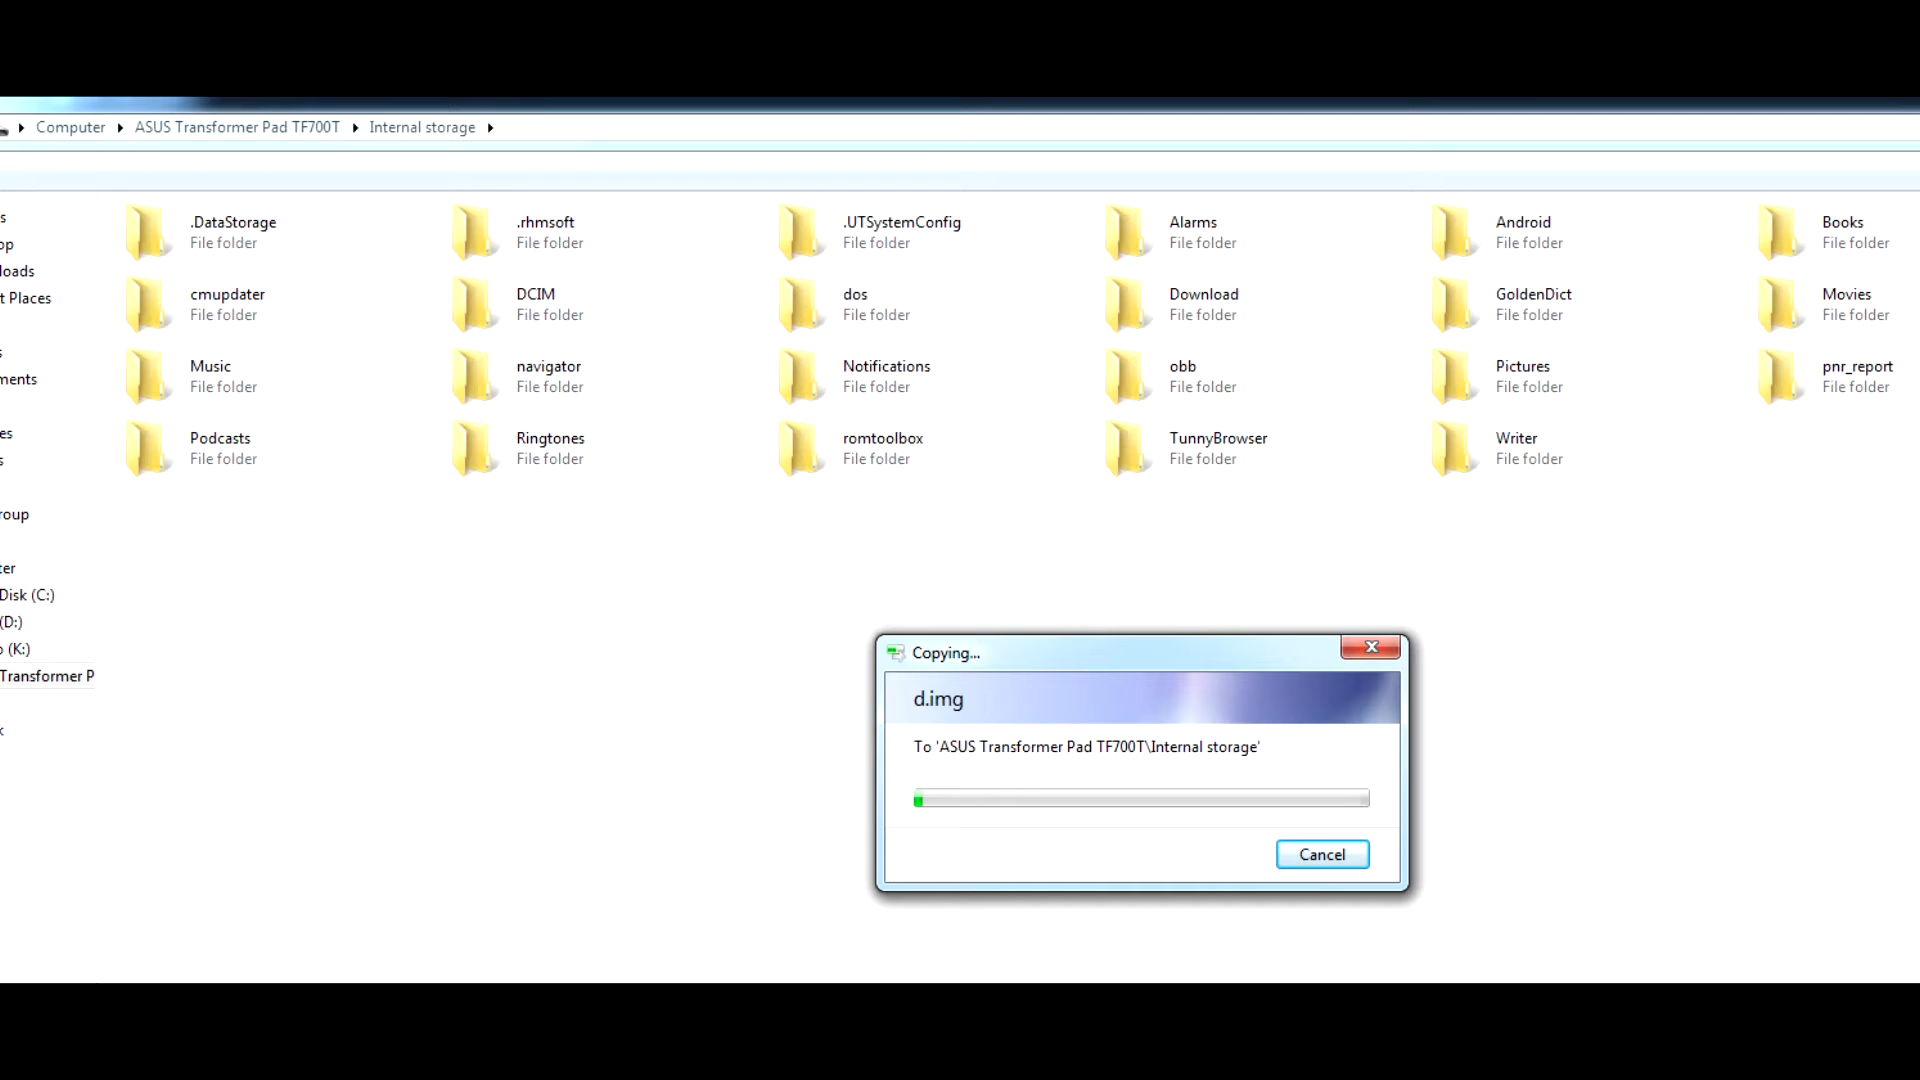 Computer ASUS Transformer Pad TF700T Internal storage
.DataStorage
File folder
.rhmsoft
File folder
.UTSystemConfig
File folder
Alarms
File folder
Android
File folder
Books
File folder
cmupdater
File folder
DCIM
File folder
dos
File folder
Download
File folder
GoldenDict
File folder
Movies
File folder
Music
File folder
navigator
File folder
Notifications
File folder
obb
File folder
Pictures
File folder
pnr_report
File folder
Podcasts
File folder
Ringtones
File folder
romtoolbox
File folder
TunnyBrowser
File folder
Writer
File folder
s
op
loads
t Places
s
ments
es
s
roup
ter
Disk (C:)
(D:)
o (K:)
Transformer P
k
Copying...
d.img
To 'ASUS Transformer Pad TF700T\Internal storage'
Cancel